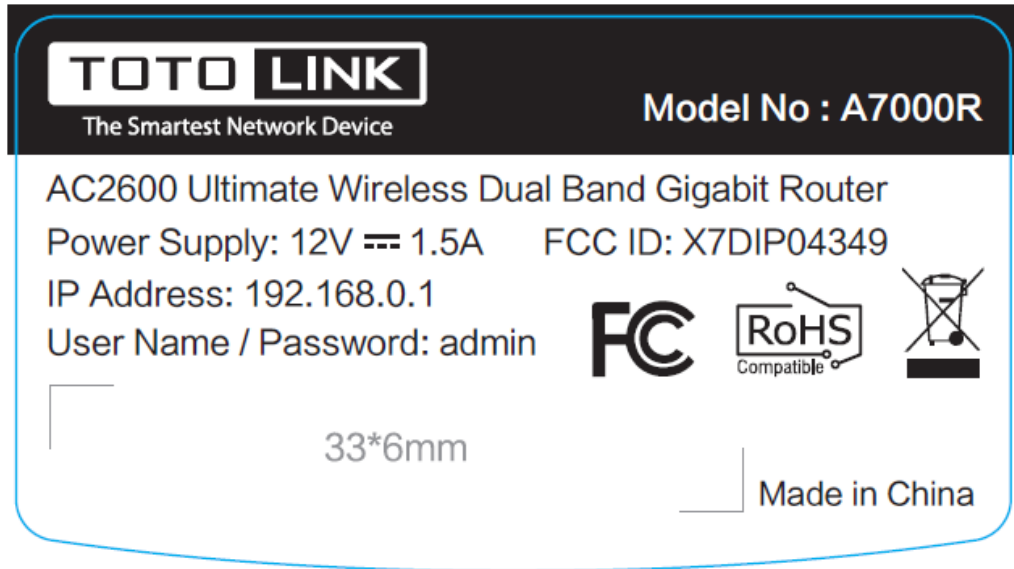 TOTO LINK
The Smartest Network Device
Model No : A7000R
AC2600 Ultimate Wireless Dual Band Gigabit Router
Power Supply: 12V ⎓ 1.5A FCC ID: X7DIP04349
IP Address: 192.168.0.1
User Name / Password: admin
FC
RoHS
Compatible
33*6mm
Made in China